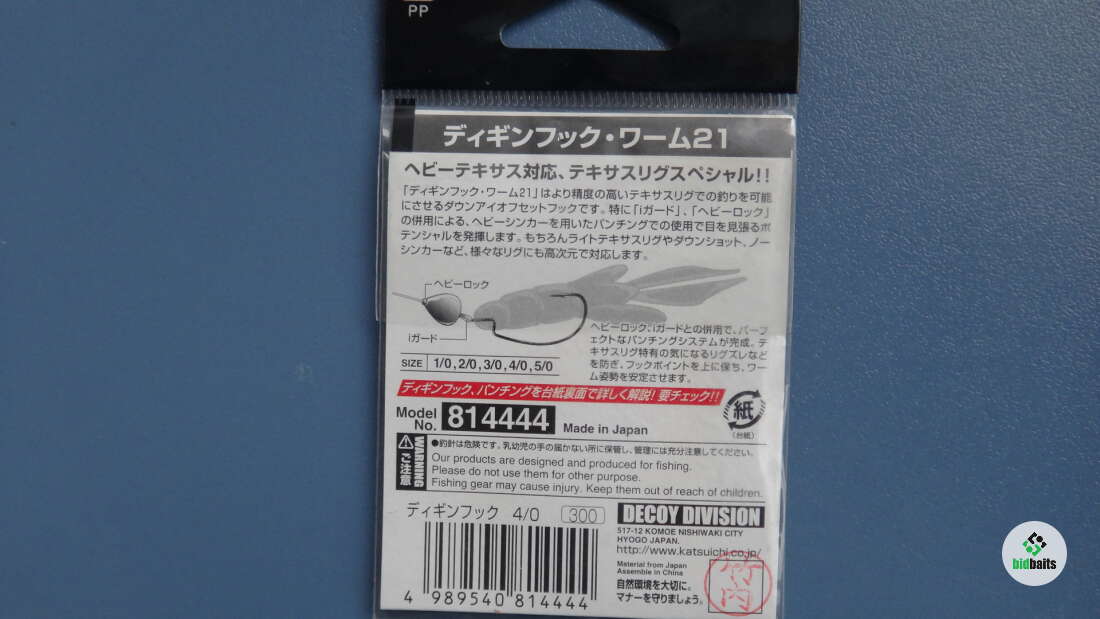 PP
ディギンフック・ワーム21
ヘビーテキサス対応、テキサスリグスペシャル!!
「ディギンフック・ワーム21」はより精度の高いテキサスリグでの釣りを可能
にさせるダウンアイオフセットフックです。特に「iガード」、「ヘビーロック」
の併用による、ヘビーシンカーを用いたパンチングでの使用で目を見張るポ
テンシャルを発揮します。もちろんライトテキサスリグやダウンショット、ノー
シンカーなど、様々なリグにも高次元で対応します。
ヘビーロック
iガード
ヘビーロック、iガードとの併用で、パーフ
ェクトなパンチングシステムが完成。テ
キサスリグ特有の気になるリグズレなど
を防ぎ、フックポイントを上に保ち、ワー
ム姿勢を安定させます。
SIZE 1/0, 2/0, 3/0, 4/0, 5/0
ディギンフック、パンチングを台紙裏面で詳しく解説! 要チェック!!
Model No. 814444 Made in Japan
紙
(台紙)
WARNING
ご注意
●釣針は危険です。乳幼児の手の届かない所に保管し、管理には充分注意してください。
Our products are designed and produced for fishing.
Please do not use them for other purpose.
Fishing gear may cause injury. Keep them out of reach of children.
ディギンフック 4/0 300
DECOY DIVISION
517-12 KOMOE NISHIWAKI CITY
HYOGO JAPAN.
http://www.katsuichi.co.jp/
Material from Japan
Assemble in China
自然環境を大切に。
マナーを守りましょう。
竹内
4 989540 814444
bidbaits